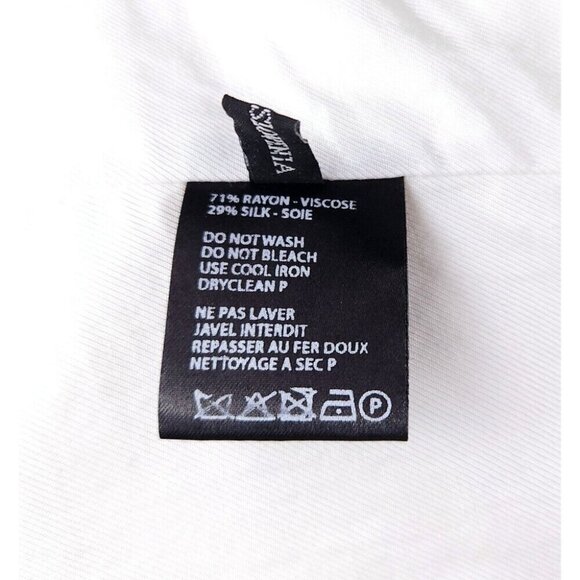 71% RAYON - VISCOSE
29% SILK - SOIE
DO NOT WASH
DO NOT BLEACH
USE COOL IRON
DRYCLEAN P
NE PAS LAVER
JAVEL INTERDIT
REPASSER AU FER DOUX
NETTOYAGE A SEC P
P